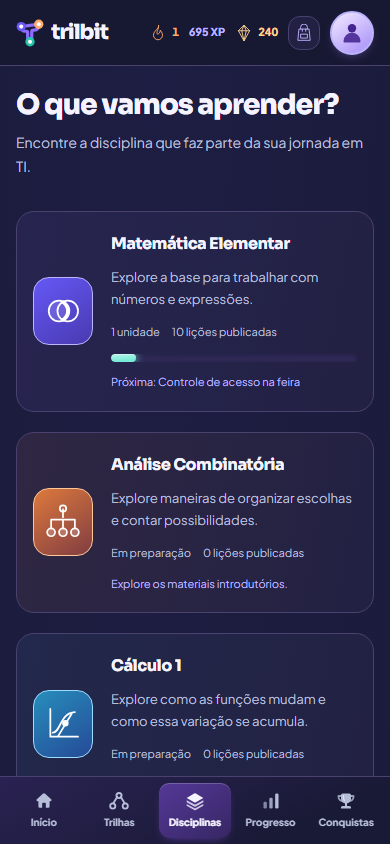 trilbit
1 695 XP 240
O que vamos aprender?
Encontre a disciplina que faz parte da sua jornada em
TI.
Matemática Elementar
Explore a base para trabalhar com
números e expressões.
1 unidade 10 lições publicadas
Próxima: Controle de acesso na feira
Análise Combinatória
Explore maneiras de organizar escolhas
e contar possibilidades.
Em preparação 0 lições publicadas
Explore os materiais introdutórios.
Cálculo 1
Explore como as funções mudam e
como essa variação se acumula.
Em preparação 0 lições publicadas
Início Trilhas Disciplinas Progresso Conquistas